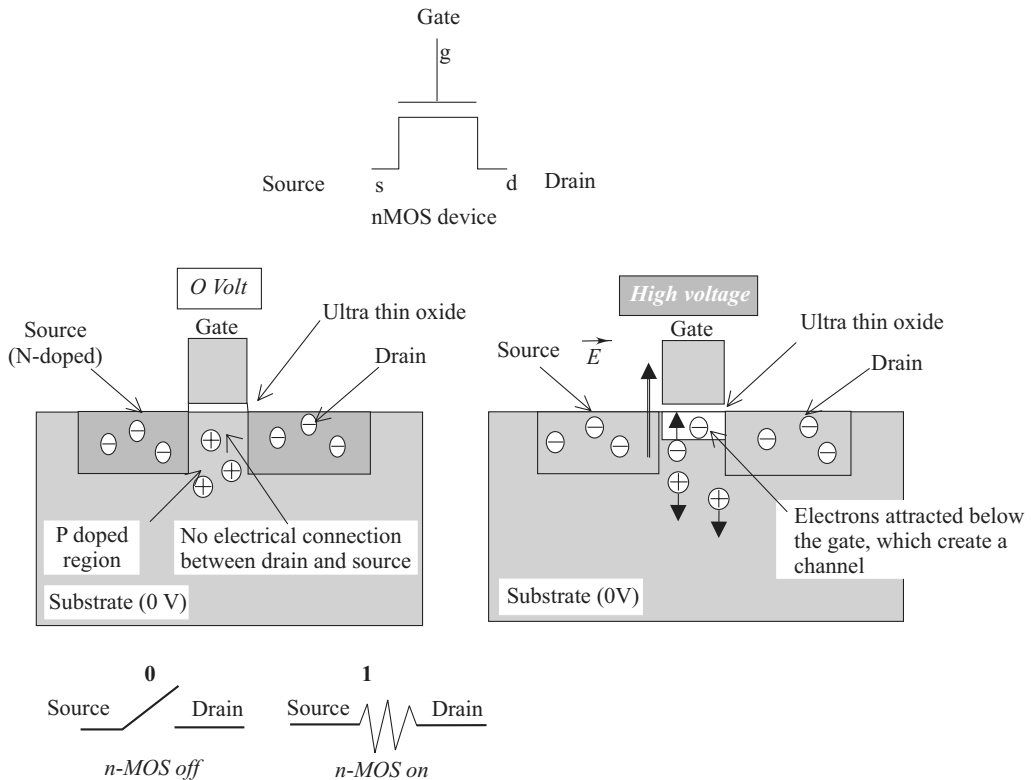 Gate
g
Source s d Drain
nMOS device
O Volt
Gate
Ultra thin oxide
Source
(N-doped)
Drain
P doped
region
No electrical connection
between drain and source
Substrate (0 V)
High voltage
Gate
Ultra thin oxide
Source
E
Drain
Electrons attracted below
the gate, which create a
channel
Substrate (0V)
0
Source Drain
n-MOS off
1
Source Drain
n-MOS on